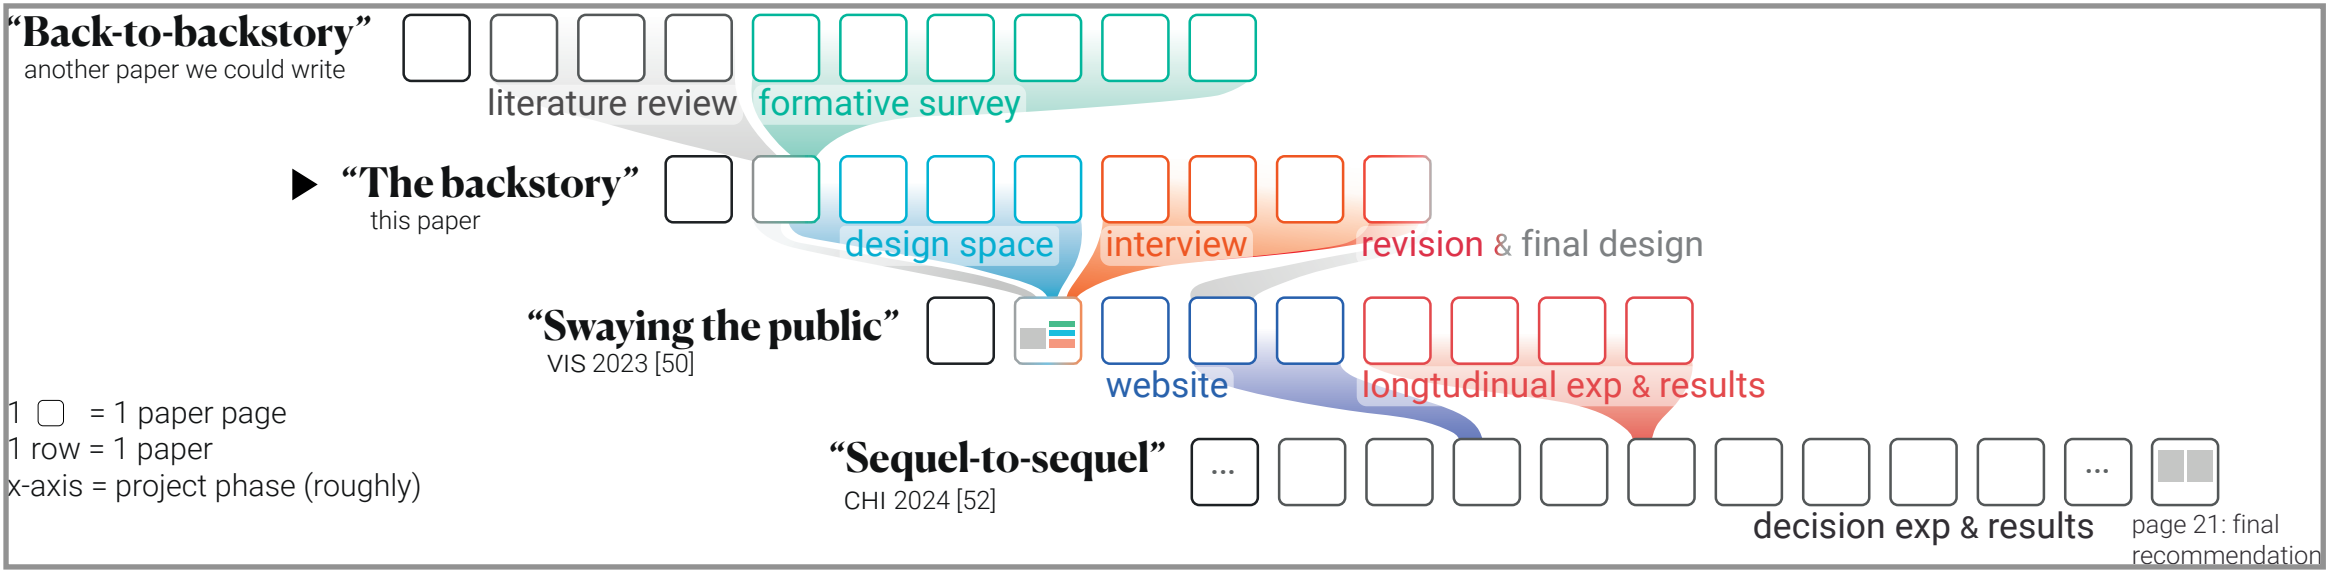 “Back-to-backstory”
another paper we could write
literature review
formative survey
“The backstory”
this paper
design space
interview
revision & final design
“Swaying the public”
VIS 2023 [50]
website
longtudinual exp & results
1 = 1 paper page
1 row = 1 paper
x-axis = project phase (roughly)
“Sequel-to-sequel”
CHI 2024 [52]
...
...
decision exp & results
page 21: final
recommendation